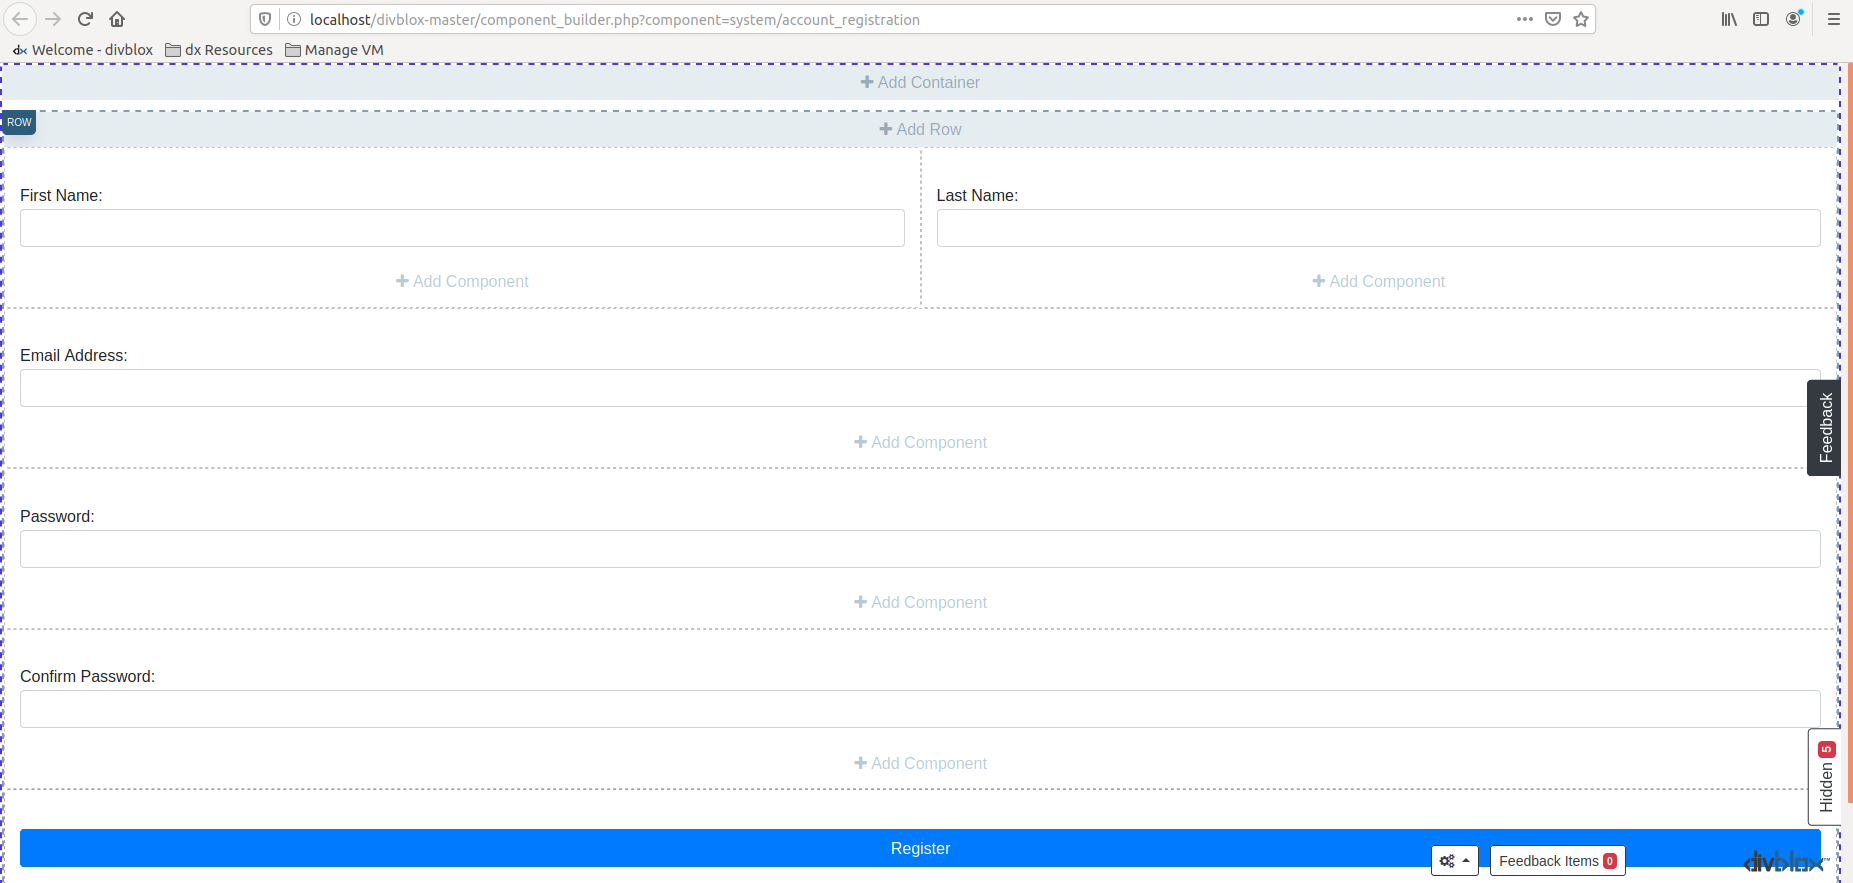 localhost/divblox-master/component_builder.php?component=system/account_registration
dx Welcome - divblox dx Resources Manage VM
Add Container
ROW
Add Row
First Name: Last Name:
Add Component Add Component
Email Address:
Feedback
Add Component
Password:
Add Component
Confirm Password:
Hidden 5
Add Component
Register
Feedback Items 0
divblox™